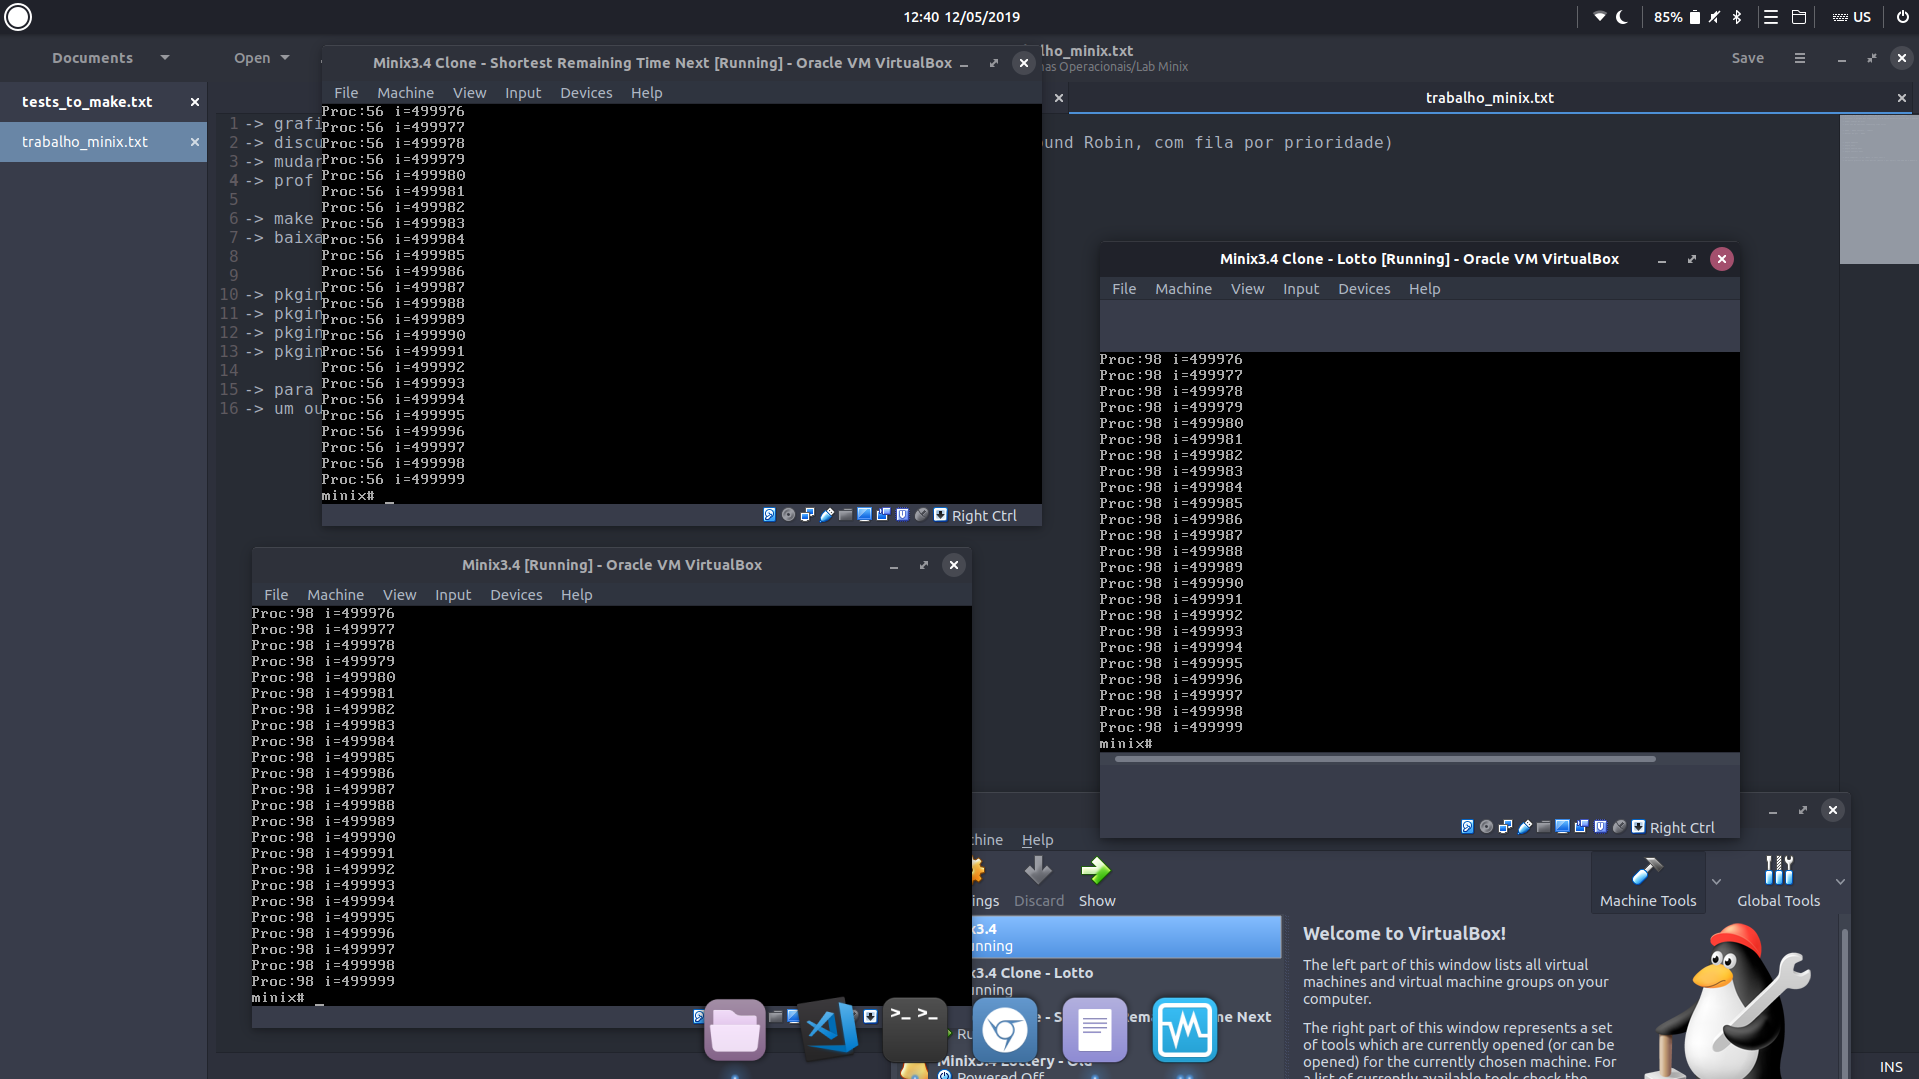 12:40 12/05/2019
85%
US
Documents
Open
lho_minix.txt
nas Operacionais/Lab Minix
Save
tests_to_make.txt
trabalho_minix.txt
trabalho_minix.txt
1 -> grafi
2 -> discu
und Robin, com fila por prioridade)
3 -> mudar
4 -> prof
5
6 -> make
7 -> baixa
8
9
10 -> pkgin
11 -> pkgin
12 -> pkgin
13 -> pkgin
14
15 -> para
16 -> um ou
Minix3.4 Clone - Shortest Remaining Time Next [Running] - Oracle VM VirtualBox
File Machine View Input Devices Help
Proc:56 i=499976
Proc:56 i=499977
Proc:56 i=499978
Proc:56 i=499979
Proc:56 i=499980
Proc:56 i=499981
Proc:56 i=499982
Proc:56 i=499983
Proc:56 i=499984
Proc:56 i=499985
Proc:56 i=499986
Proc:56 i=499987
Proc:56 i=499988
Proc:56 i=499989
Proc:56 i=499990
Proc:56 i=499991
Proc:56 i=499992
Proc:56 i=499993
Proc:56 i=499994
Proc:56 i=499995
Proc:56 i=499996
Proc:56 i=499997
Proc:56 i=499998
Proc:56 i=499999
minix# _
Right Ctrl
Minix3.4 Clone - Lotto [Running] - Oracle VM VirtualBox
File Machine View Input Devices Help
Proc:98 i=499976
Proc:98 i=499977
Proc:98 i=499978
Proc:98 i=499979
Proc:98 i=499980
Proc:98 i=499981
Proc:98 i=499982
Proc:98 i=499983
Proc:98 i=499984
Proc:98 i=499985
Proc:98 i=499986
Proc:98 i=499987
Proc:98 i=499988
Proc:98 i=499989
Proc:98 i=499990
Proc:98 i=499991
Proc:98 i=499992
Proc:98 i=499993
Proc:98 i=499994
Proc:98 i=499995
Proc:98 i=499996
Proc:98 i=499997
Proc:98 i=499998
Proc:98 i=499999
minix#
Right Ctrl
Minix3.4 [Running] - Oracle VM VirtualBox
File Machine View Input Devices Help
Proc:98 i=499976
Proc:98 i=499977
Proc:98 i=499978
Proc:98 i=499979
Proc:98 i=499980
Proc:98 i=499981
Proc:98 i=499982
Proc:98 i=499983
Proc:98 i=499984
Proc:98 i=499985
Proc:98 i=499986
Proc:98 i=499987
Proc:98 i=499988
Proc:98 i=499989
Proc:98 i=499990
Proc:98 i=499991
Proc:98 i=499992
Proc:98 i=499993
Proc:98 i=499994
Proc:98 i=499995
Proc:98 i=499996
Proc:98 i=499997
Proc:98 i=499998
Proc:98 i=499999
minix# _
chine Help
ings Discard Show
Machine Tools
Global Tools
x3.4
unning
x3.4 Clone - Lotto
unning
me Next
Ru
Minix3.4 Lottery - Old
Powered Off
Welcome to VirtualBox!
The left part of this window lists all virtual
machines and virtual machine groups on your
computer.
The right part of this window represents a set
of tools which are currently opened (or can be
opened) for the currently chosen machine. For
a list of currently available tools check the
>_ >_
INS